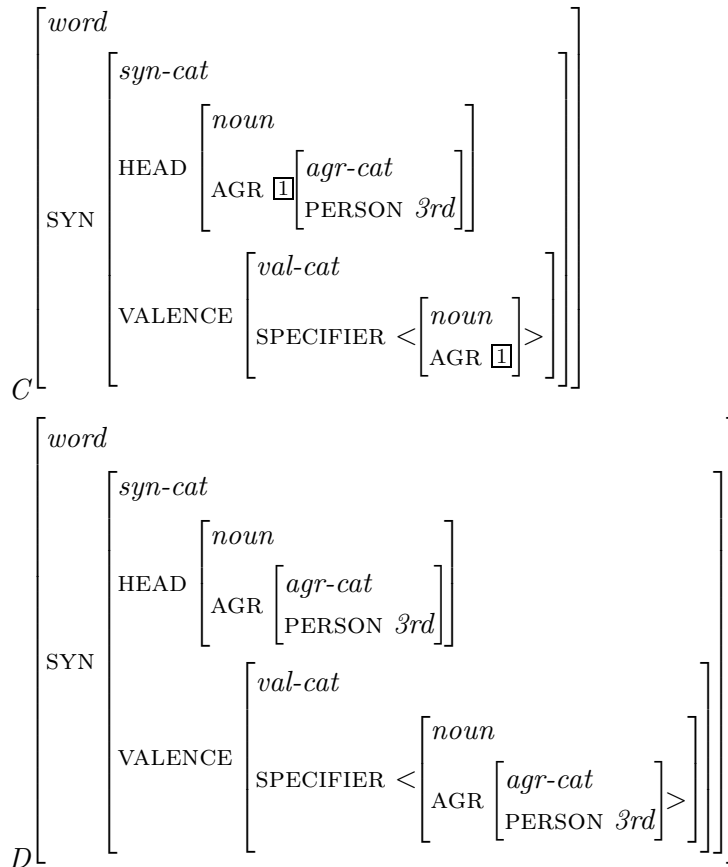 word
syn-cat
noun
HEAD
AGR 1 agr-cat
PERSON 3rd
SYN
val-cat
VALENCE
SPECIFIER < noun >
AGR 1
C
word
syn-cat
noun
HEAD
AGR agr-cat
PERSON 3rd
SYN
val-cat
noun
VALENCE
SPECIFIER < AGR agr-cat >
PERSON 3rd
D